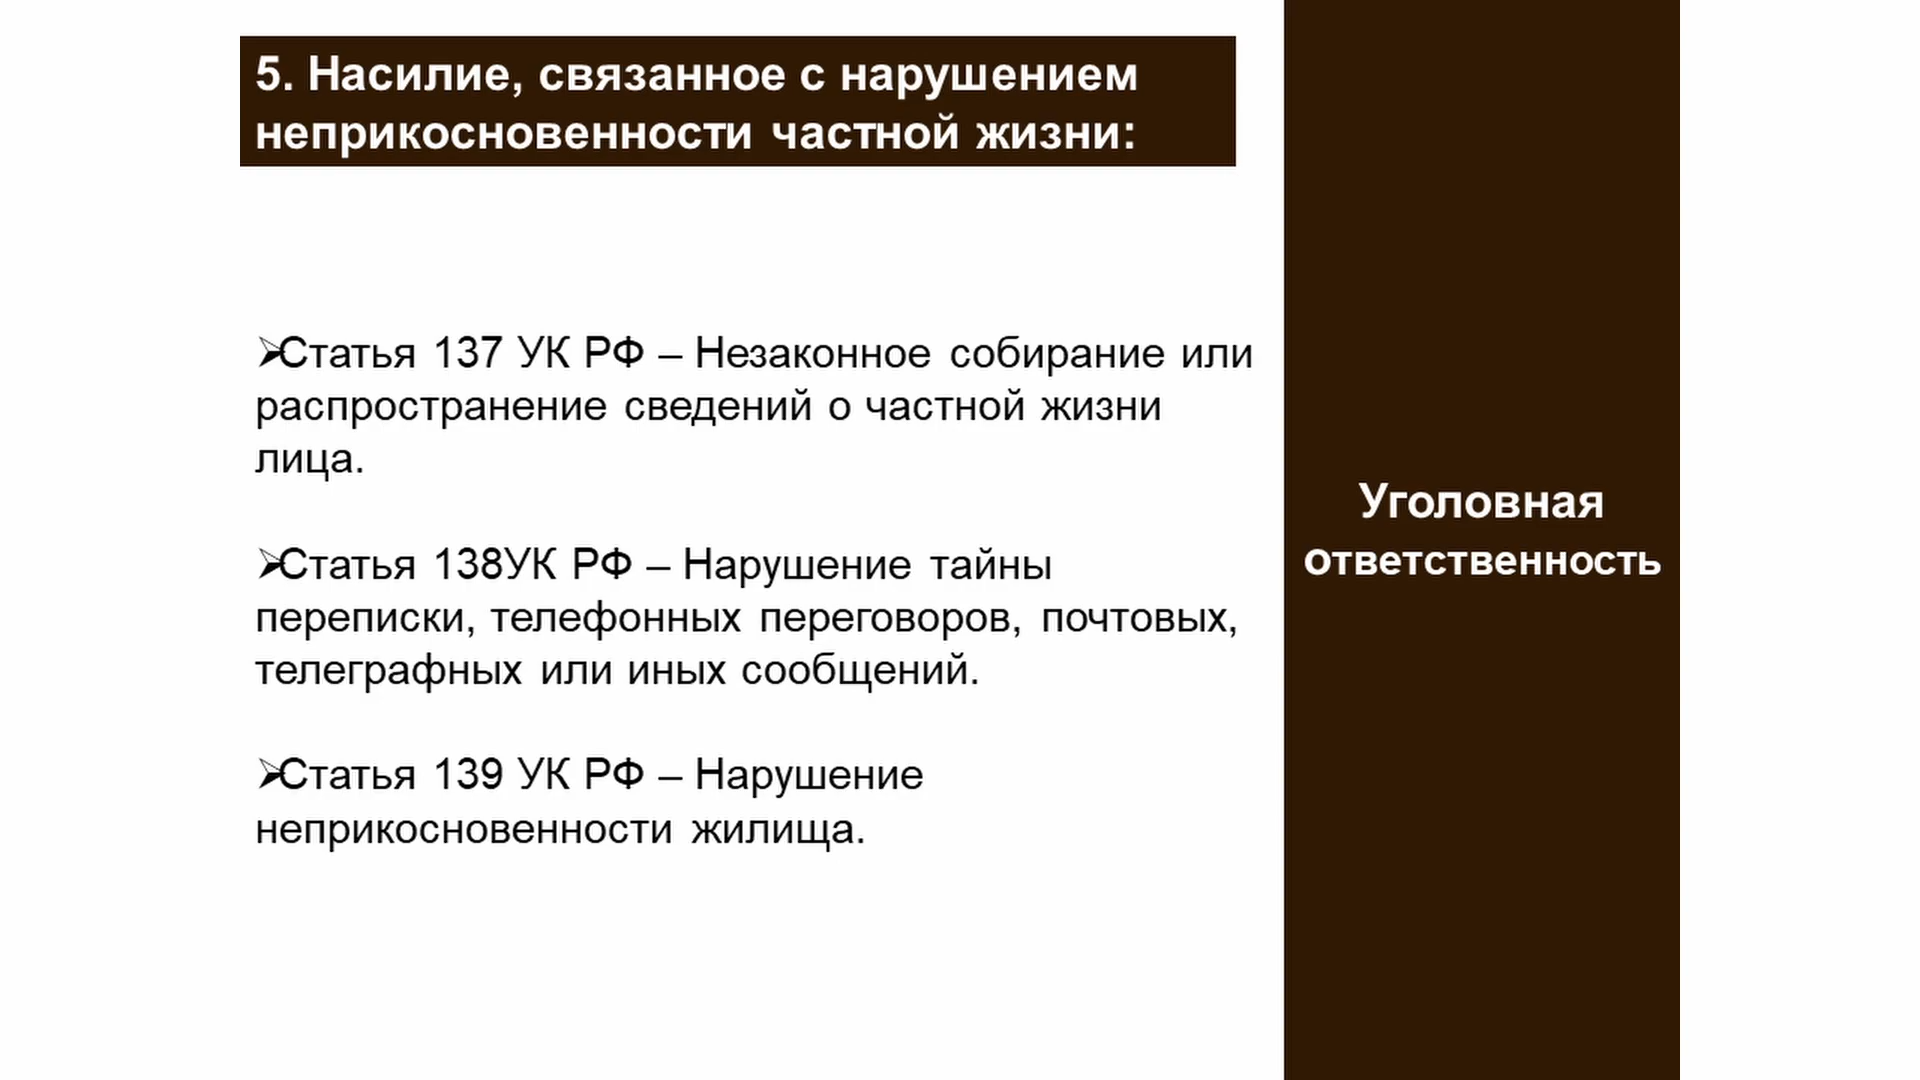 5. Насилие, связанное с нарушением
неприкосновенности частной жизни:
➢Статья 137 УК РФ – Незаконное собирание или
распространение сведений о частной жизни
лица.
➢Статья 138УК РФ – Нарушение тайны
переписки, телефонных переговоров, почтовых,
телеграфных или иных сообщений.
➢Статья 139 УК РФ – Нарушение
неприкосновенности жилища.
Уголовная
ответственность